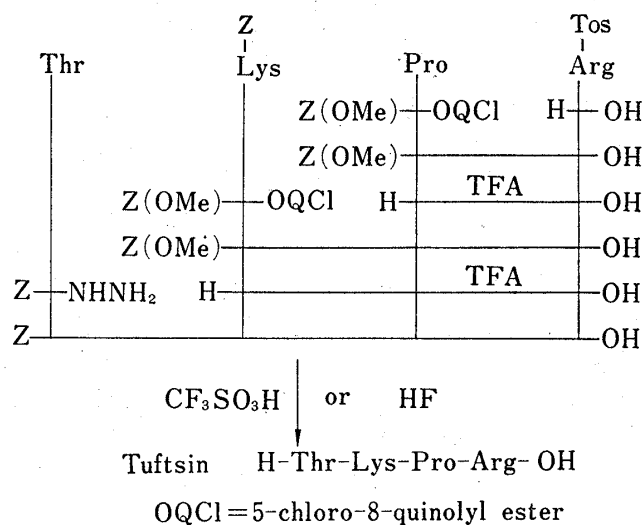 Z Tos
Thr Lys Pro Arg
Z(OMe) OQCl H OH
Z(OMe) OH
Z(OMe) OQCl H TFA OH
Z(OMe) OH
Z NHNH₂ H TFA OH
Z OH
CF₃SO₃H or HF
Tuftsin H-Thr-Lys-Pro-Arg-OH
OQCl=5-chloro-8-quinolyl ester